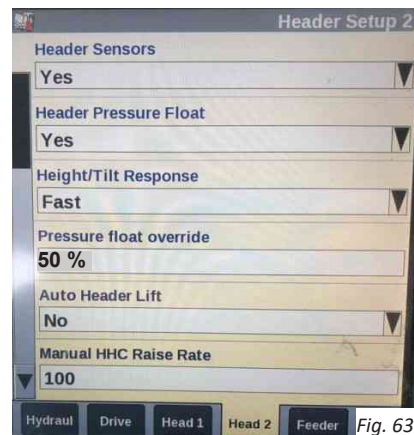 Header Setup 2
Header Sensors
Yes
Header Pressure Float
Yes
Height/Tilt Response
Fast
Pressure float override
50 %
Auto Header Lift
No
Manual HHC Raise Rate
100
Hydraul
Drive
Head 1
Head 2
Feeder
Fig. 63